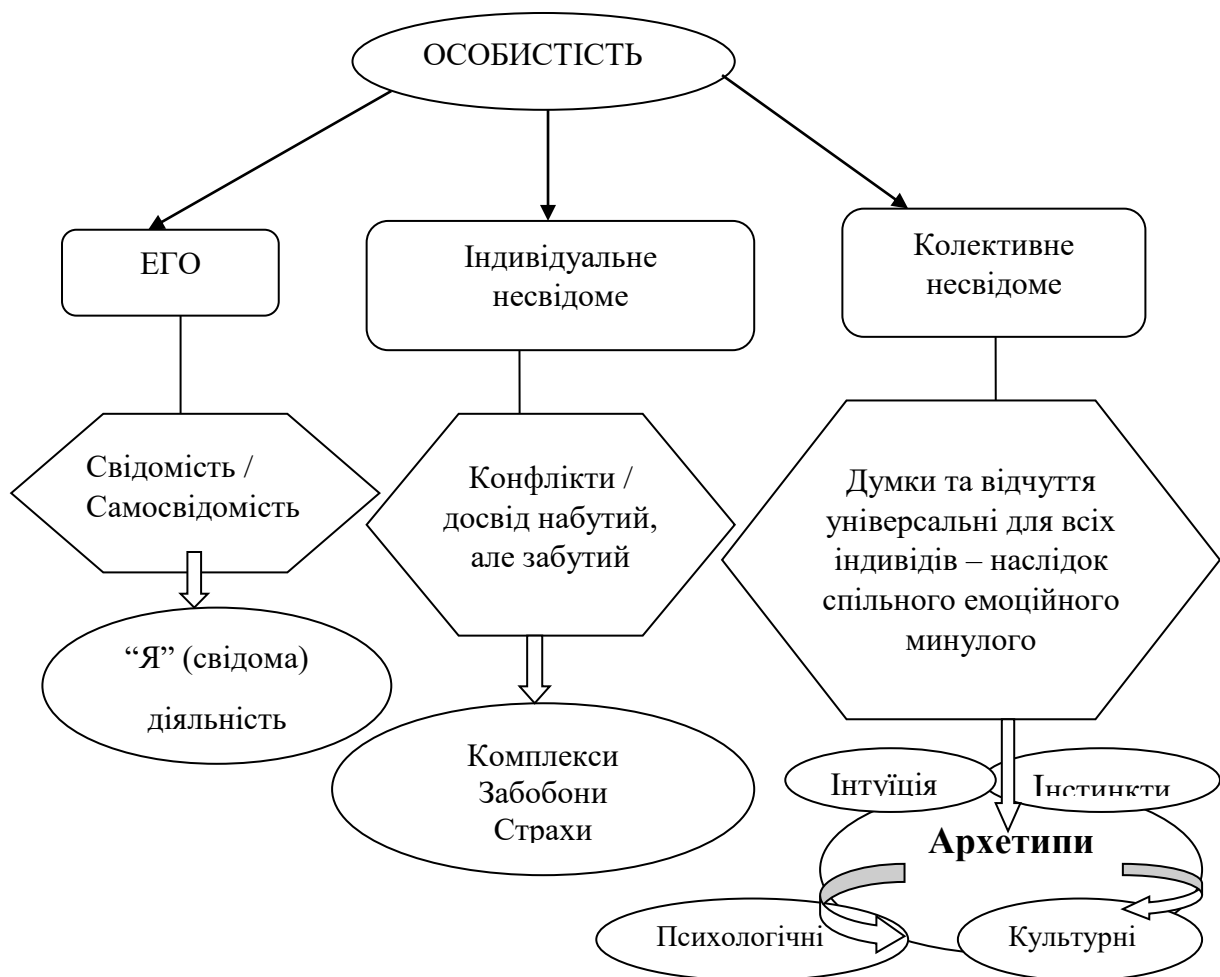 ОСОБИСТІСТЬ
ЕГО
Індивідуальне
несвідоме
Колективне
несвідоме
Свідомість /
Самосвідомість
Конфлікти /
досвід набутий,
але забутий
Думки та відчуття
універсальні для всіх
індивідів – наслідок
спільного емоційного
минулого
“Я” (свідома)
діяльність
Комплекси
Забобони
Страхи
Інтуїція
Інстинкти
Архетипи
Психологічні
Культурні